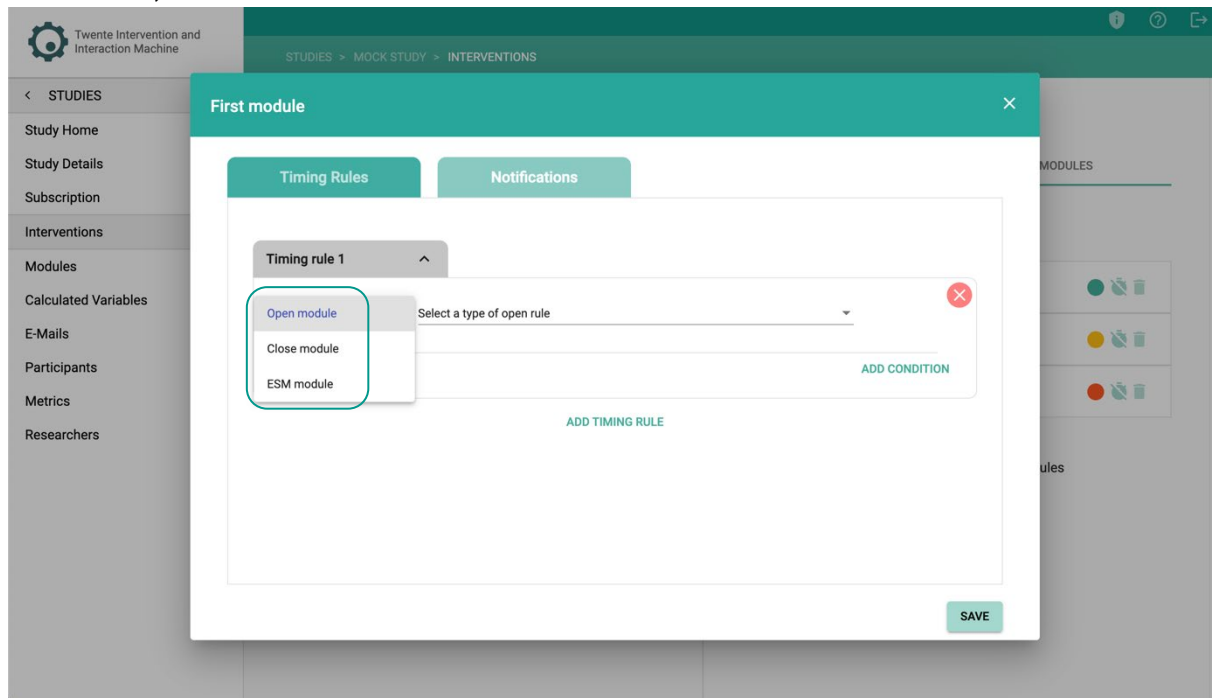 Twente Intervention and
Interaction Machine
STUDIES > MOCK STUDY > INTERVENTIONS
< STUDIES
Study Home
Study Details
Subscription
Interventions
Modules
Calculated Variables
E-Mails
Participants
Metrics
Researchers
First module
Timing Rules
Notifications
Timing rule 1
Open module
Close module
ESM module
Select a type of open rule
ADD CONDITION
ADD TIMING RULE
SAVE
MODULES
ules